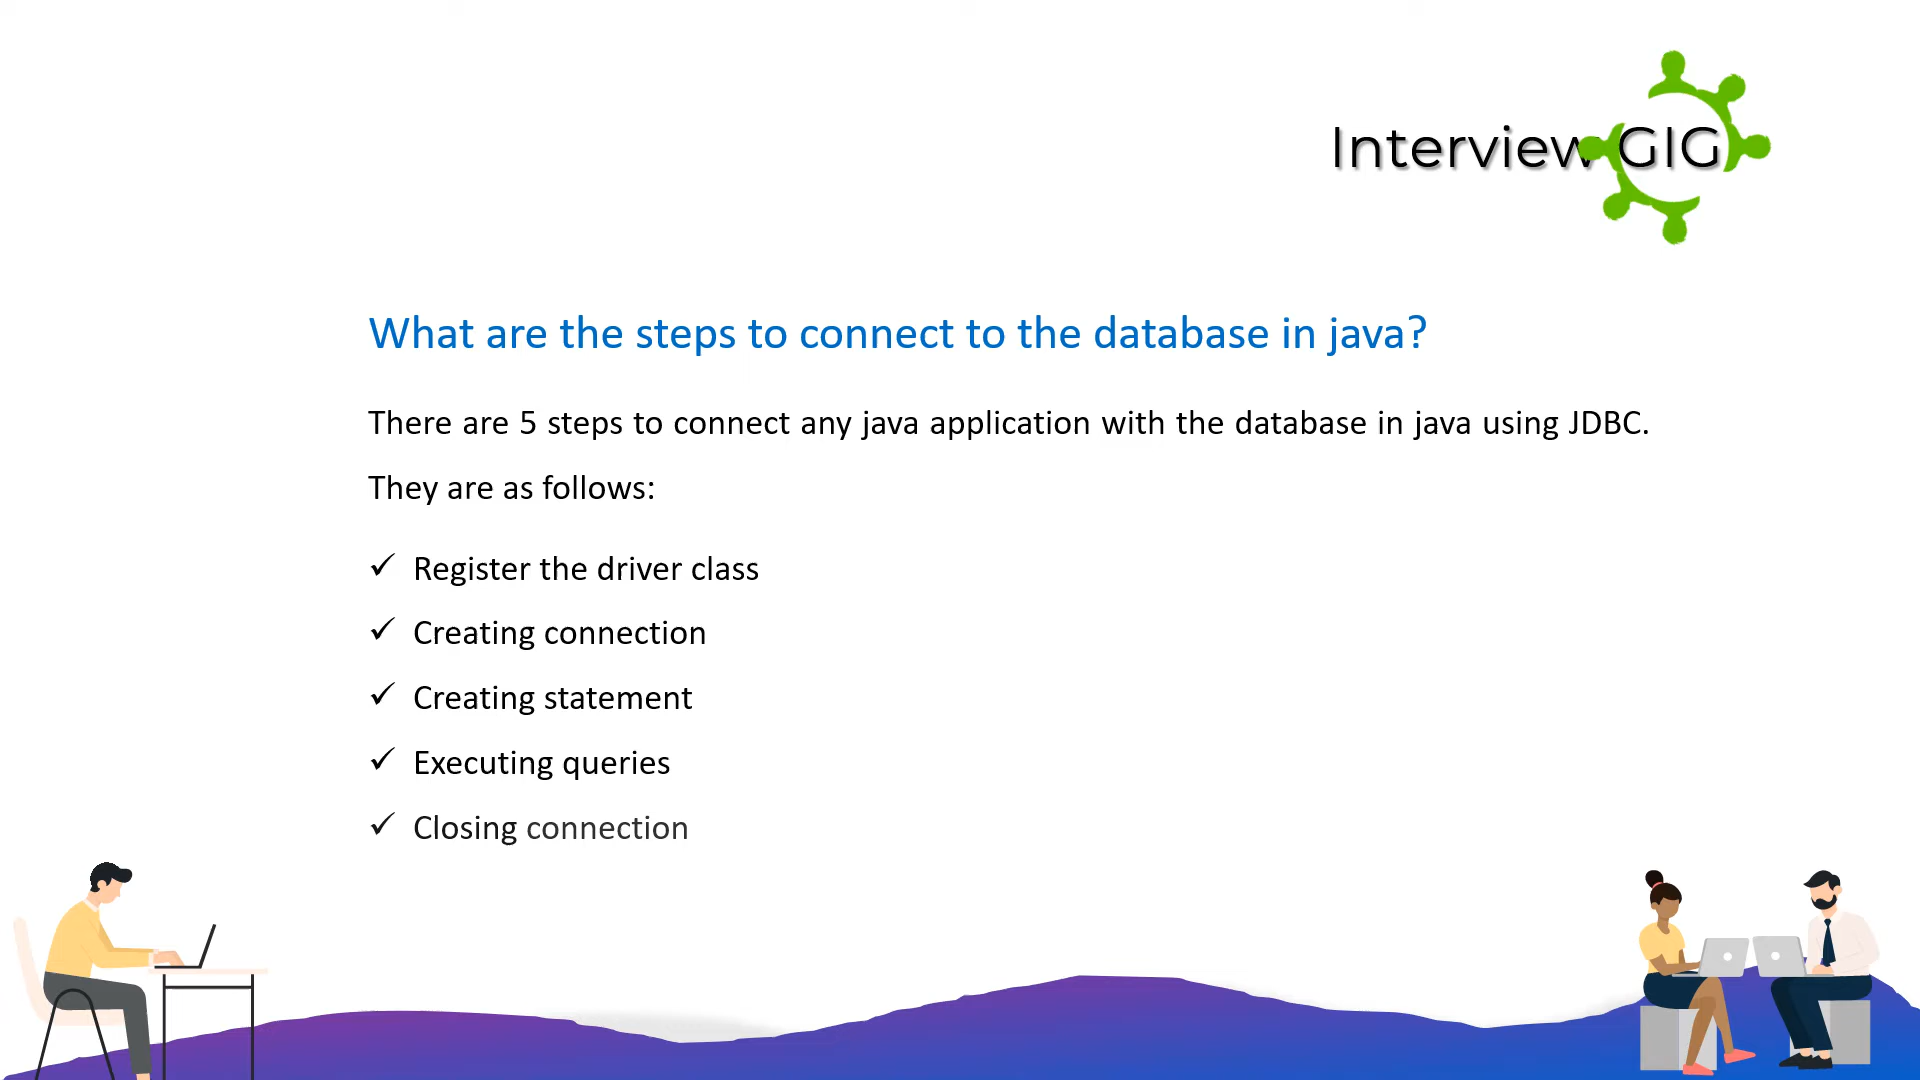 Interview GIG
What are the steps to connect to the database in java?
There are 5 steps to connect any java application with the database in java using JDBC.
They are as follows:
✓ Register the driver class
✓ Creating connection
✓ Creating statement
✓ Executing queries
✓ Closing connection